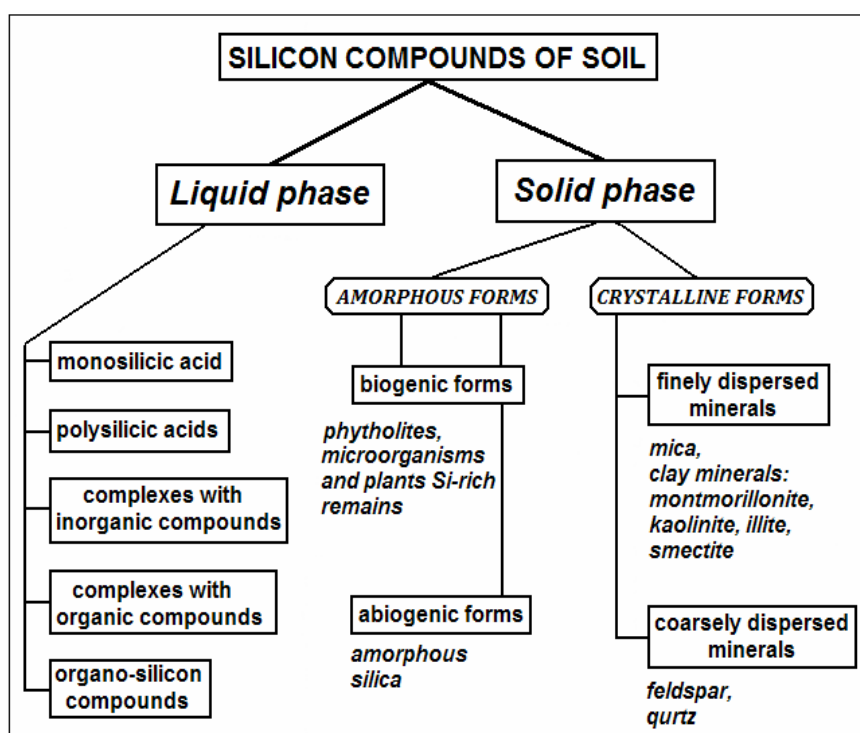 SILICON COMPOUNDS OF SOIL
Liquid phase
Solid phase
AMORPHOUS FORMS
CRYSTALLINE FORMS
monosilicic acid
polysilicic acids
complexes with
inorganic compounds
complexes with
organic compounds
organo-silicon
compounds
biogenic forms
phytholites,
microorganisms
and plants Si-rich
remains
abiogenic forms
amorphous
silica
finely dispersed
minerals
mica,
clay minerals:
montmorillonite,
kaolinite, illite,
smectite
coarsely dispersed
minerals
feldspar,
qurtz